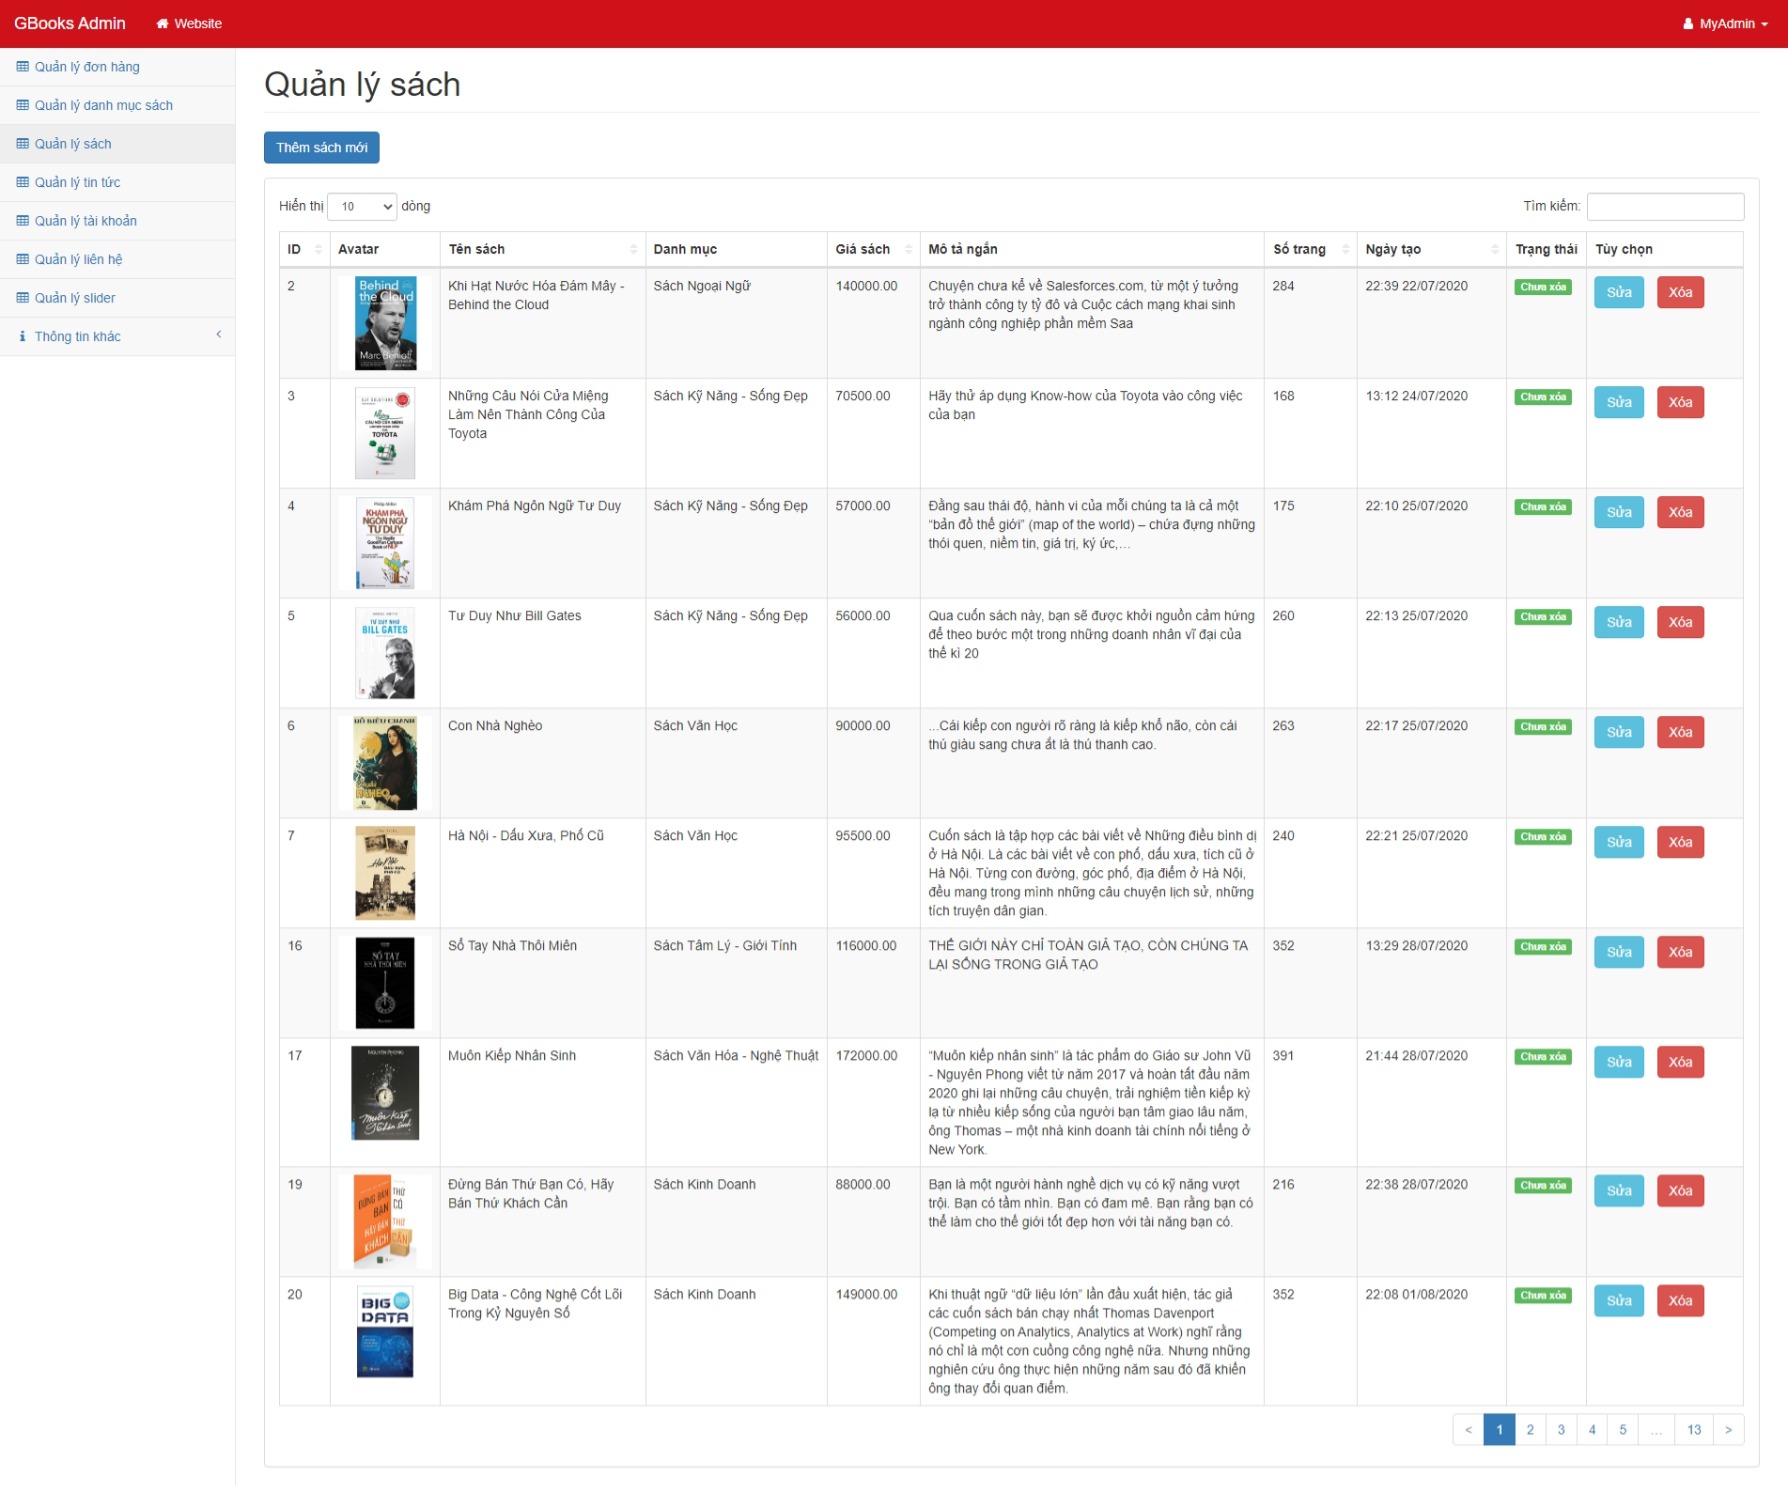 GBooks Admin Website MyAdmin
Quản lý đơn hàng
Quản lý danh mục sách
Quản lý sách
Quản lý tin tức
Quản lý tài khoản
Quản lý liên hệ
Quản lý slider
Thông tin khác
Quản lý sách
Thêm sách mới
Hiển thị 10 dòng Tìm kiếm:
ID Avatar Tên sách Danh mục Giá sách Mô tả ngắn Số trang Ngày tạo Trạng thái Tùy chọn
2
Behind
the Cloud
Marc Benioff
Khi Hạt Nước Hóa Đám Mây -
Behind the Cloud
Sách Ngoại Ngữ
140000.00
Chuyện chưa kể về Salesforces.com, từ một ý tưởng
trở thành công ty tỷ đô và Cuộc cách mạng khai sinh
ngành công nghiệp phần mềm Saa
284
22:39 22/07/2020
Chưa xóa
Sửa Xóa
3
TOYOTA
Những Câu Nói Cửa Miệng
Làm Nên Thành Công Của
Toyota
Sách Kỹ Năng - Sống Đẹp
70500.00
Hãy thử áp dụng Know-how của Toyota vào công việc
của bạn
168
13:12 24/07/2020
Chưa xóa
Sửa Xóa
4
KHÁM PHÁ
NGÔN NGỮ
TƯ DUY
Khám Phá Ngôn Ngữ Tư Duy
Sách Kỹ Năng - Sống Đẹp
57000.00
Đằng sau thái độ, hành vi của mỗi chúng ta là cả một
“bản đồ thế giới” (map of the world) – chứa đựng những
thói quen, niềm tin, giá trị, ký ức,…
175
22:10 25/07/2020
Chưa xóa
Sửa Xóa
5
TƯ DUY NHƯ
BILL GATES
Tư Duy Như Bill Gates
Sách Kỹ Năng - Sống Đẹp
56000.00
Qua cuốn sách này, bạn sẽ được khởi nguồn cảm hứng
để theo bước một trong những doanh nhân vĩ đại của
thế kỉ 20
260
22:13 25/07/2020
Chưa xóa
Sửa Xóa
6
HỒ BIỂU CHÁNH
NGHÈO
Con Nhà Nghèo
Sách Văn Học
90000.00
...Cái kiếp con người rõ ràng là kiếp khổ não, còn cái
thú giàu sang chưa ắt là thú thanh cao.
263
22:17 25/07/2020
Chưa xóa
Sửa Xóa
7
Hà Nội
Hà Nội - Dấu Xưa, Phố Cũ
Sách Văn Học
95500.00
Cuốn sách là tập hợp các bài viết về Những điều bình dị
ở Hà Nội. Là các bài viết về con phố, dấu xưa, tích cũ ở
Hà Nội. Từng con đường, góc phố, địa điểm ở Hà Nội,
đều mang trong mình những câu chuyện lịch sử, những
tích truyện dân gian.
240
22:21 25/07/2020
Chưa xóa
Sửa Xóa
16
SỔ TAY
NHÀ THÔI MIÊN
Sổ Tay Nhà Thôi Miên
Sách Tâm Lý - Giới Tính
116000.00
THẾ GIỚI NÀY CHỈ TOÀN GIẢ TẠO, CÒN CHÚNG TA
LẠI SỐNG TRONG GIẢ TẠO
352
13:29 28/07/2020
Chưa xóa
Sửa Xóa
17
NGUYÊN PHONG
Muôn Kiếp
Nhân Sinh
Muôn Kiếp Nhân Sinh
Sách Văn Hóa - Nghệ Thuật
172000.00
“Muôn kiếp nhân sinh” là tác phẩm do Giáo sư John Vũ
- Nguyên Phong viết từ năm 2017 và hoàn tất đầu năm
2020 ghi lại những câu chuyện, trải nghiệm tiền kiếp kỳ
lạ từ nhiều kiếp sống của người bạn tâm giao lâu năm,
ông Thomas – một nhà kinh doanh tài chính nổi tiếng ở
New York.
391
21:44 28/07/2020
Chưa xóa
Sửa Xóa
19
ĐỪNG BÁN THỨ
BẠN CÓ
HÃY BÁN THỨ
KHÁCH CẦN
Đừng Bán Thứ Bạn Có, Hãy
Bán Thứ Khách Cần
Sách Kinh Doanh
88000.00
Bạn là một người hành nghề dịch vụ có kỹ năng vượt
trội. Bạn có tầm nhìn. Bạn có đam mê. Bạn rằng bạn có
thể làm cho thế giới tốt đẹp hơn với tài năng bạn có.
216
22:38 28/07/2020
Chưa xóa
Sửa Xóa
20
BIG
DATA
Big Data - Công Nghệ Cốt Lõi
Trong Kỷ Nguyên Số
Sách Kinh Doanh
149000.00
Khi thuật ngữ “dữ liệu lớn” lần đầu xuất hiện, tác giả
các cuốn sách bán chạy nhất Thomas Davenport
(Competing on Analytics, Analytics at Work) nghĩ rằng
nó chỉ là một cơn cuồng công nghệ nữa. Nhưng những
nghiên cứu ông thực hiện những năm sau đó đã khiến
ông thay đổi quan điểm.
352
22:08 01/08/2020
Chưa xóa
Sửa Xóa
< 1 2 3 4 5 … 13 >